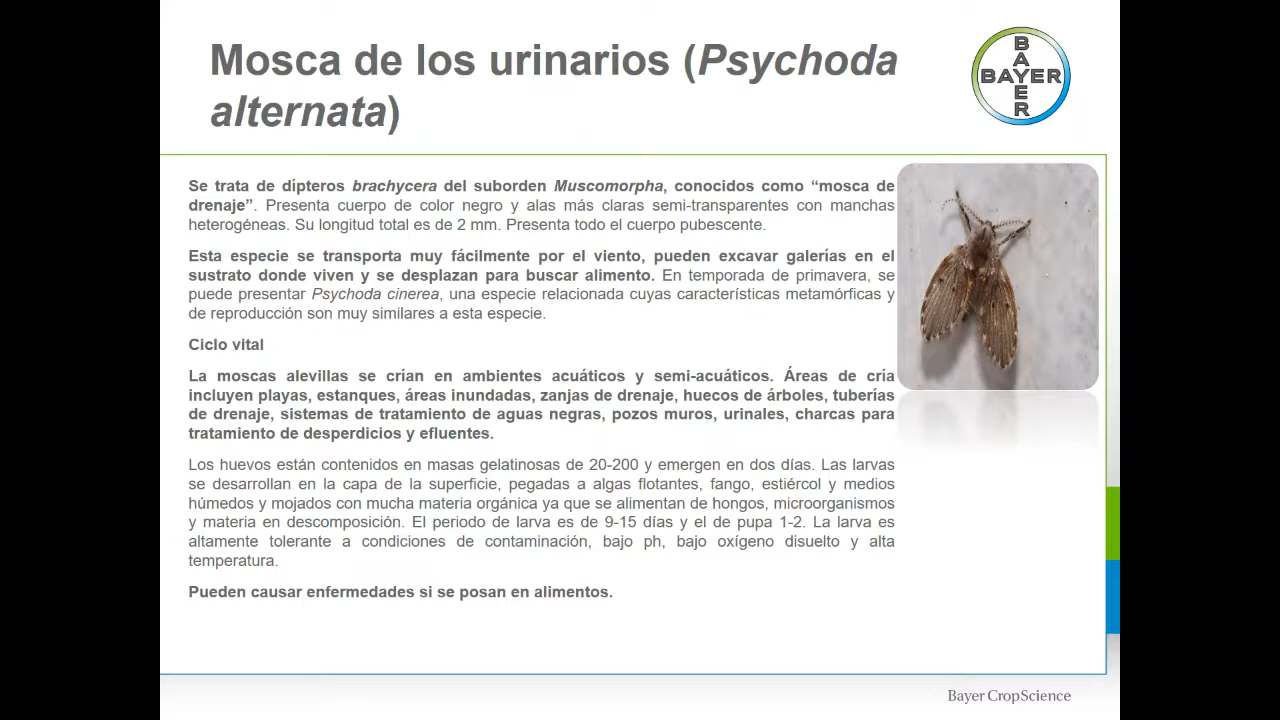 Mosca de los urinarios (Psychoda
alternata)
BAYER
BAYER
Se trata de dípteros brachycera del suborden Muscomorpha, conocidos como “mosca de
drenaje”. Presenta cuerpo de color negro y alas más claras semi-transparentes con manchas
heterogéneas. Su longitud total es de 2 mm. Presenta todo el cuerpo pubescente.
Esta especie se transporta muy fácilmente por el viento, pueden excavar galerías en el
sustrato donde viven y se desplazan para buscar alimento. En temporada de primavera, se
puede presentar Psychoda cinerea, una especie relacionada cuyas características metamórficas y
de reproducción son muy similares a esta especie.
Ciclo vital
La moscas alevillas se crían en ambientes acuáticos y semi-acuáticos. Áreas de cría
incluyen playas, estanques, áreas inundadas, zanjas de drenaje, huecos de árboles, tuberías
de drenaje, sistemas de tratamiento de aguas negras, pozos muros, urinales, charcas para
tratamiento de desperdicios y efluentes.
Los huevos están contenidos en masas gelatinosas de 20-200 y emergen en dos días. Las larvas
se desarrollan en la capa de la superficie, pegadas a algas flotantes, fango, estiércol y medios
húmedos y mojados con mucha materia orgánica ya que se alimentan de hongos, microorganismos
y materia en descomposición. El periodo de larva es de 9-15 días y el de pupa 1-2. La larva es
altamente tolerante a condiciones de contaminación, bajo ph, bajo oxígeno disuelto y alta
temperatura.
Pueden causar enfermedades si se posan en alimentos.
Bayer CropScience